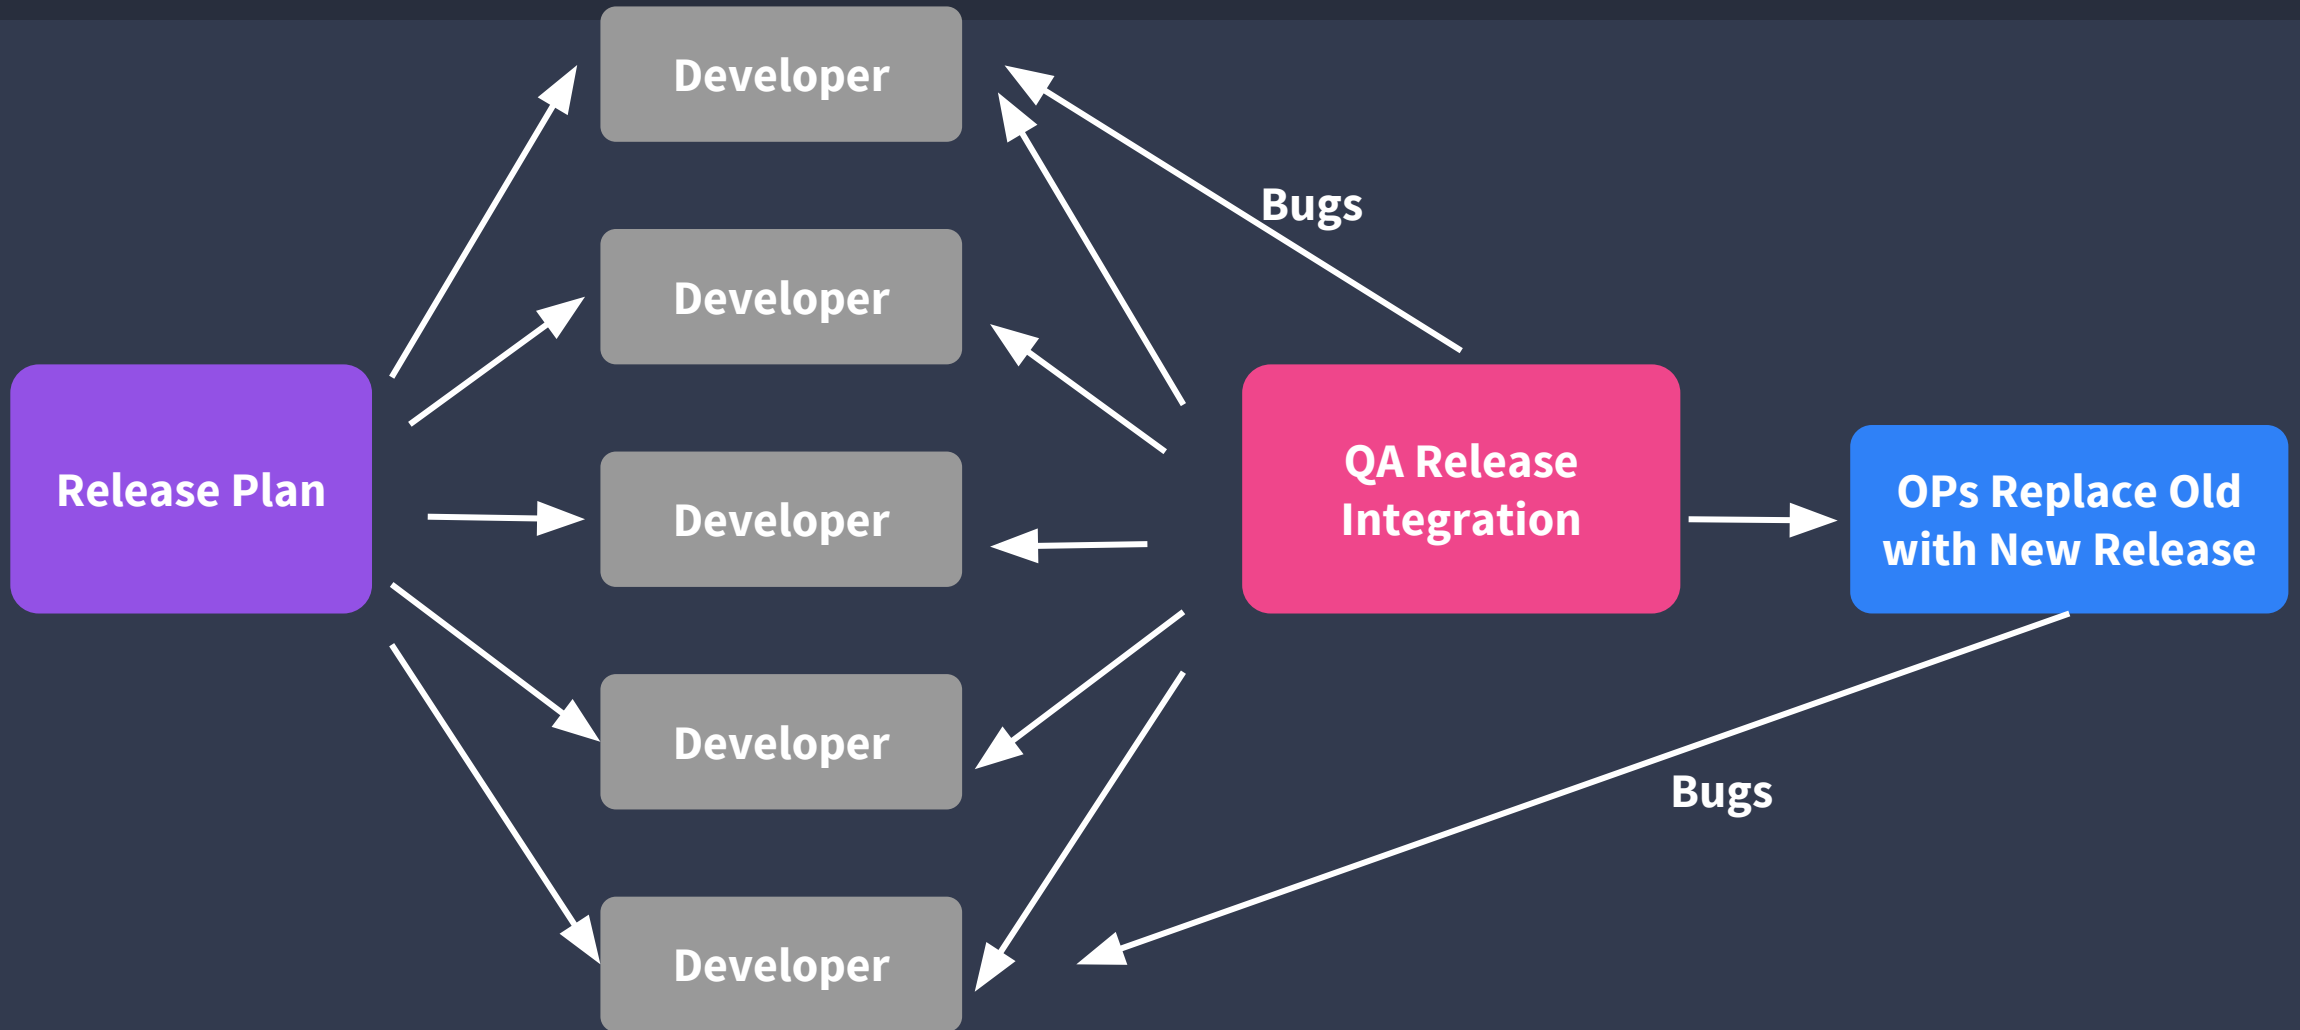 Developer
Bugs
Developer
Release Plan
Developer
QA Release
Integration
OPs Replace Old
with New Release
Developer
Bugs
Developer